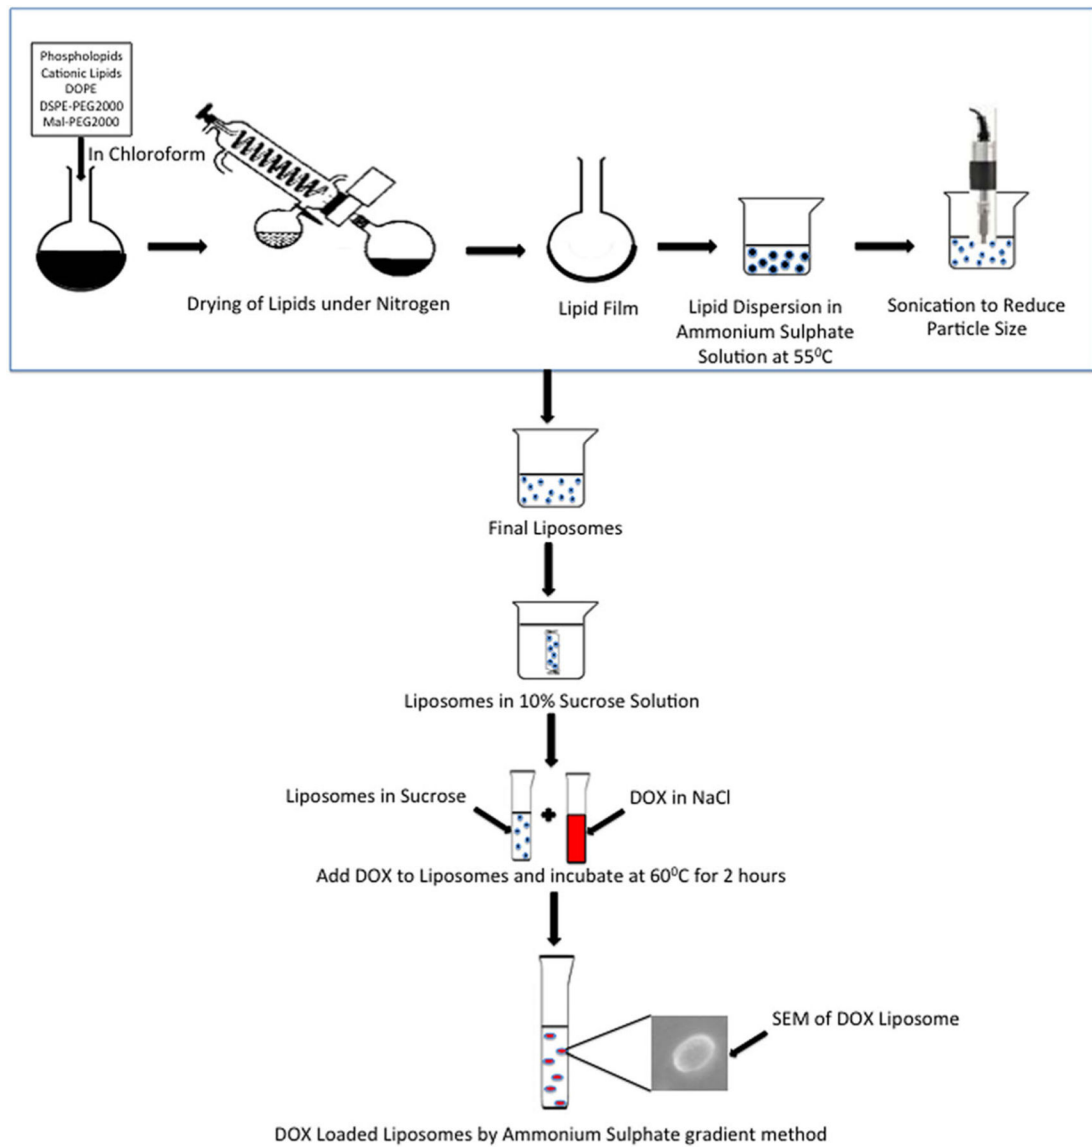 Phospholopids
Cationic Lipids
DOPE
DSPE-PEG2000
Mal-PEG2000
In Chloroform
Drying of Lipids under Nitrogen
Lipid Film
Lipid Dispersion in
Ammonium Sulphate
Solution at 55⁰C
Sonication to Reduce
Particle Size
Final Liposomes
Liposomes in 10% Sucrose Solution
Liposomes in Sucrose
DOX in NaCl
Add DOX to Liposomes and incubate at 60⁰C for 2 hours
SEM of DOX Liposome
DOX Loaded Liposomes by Ammonium Sulphate gradient method